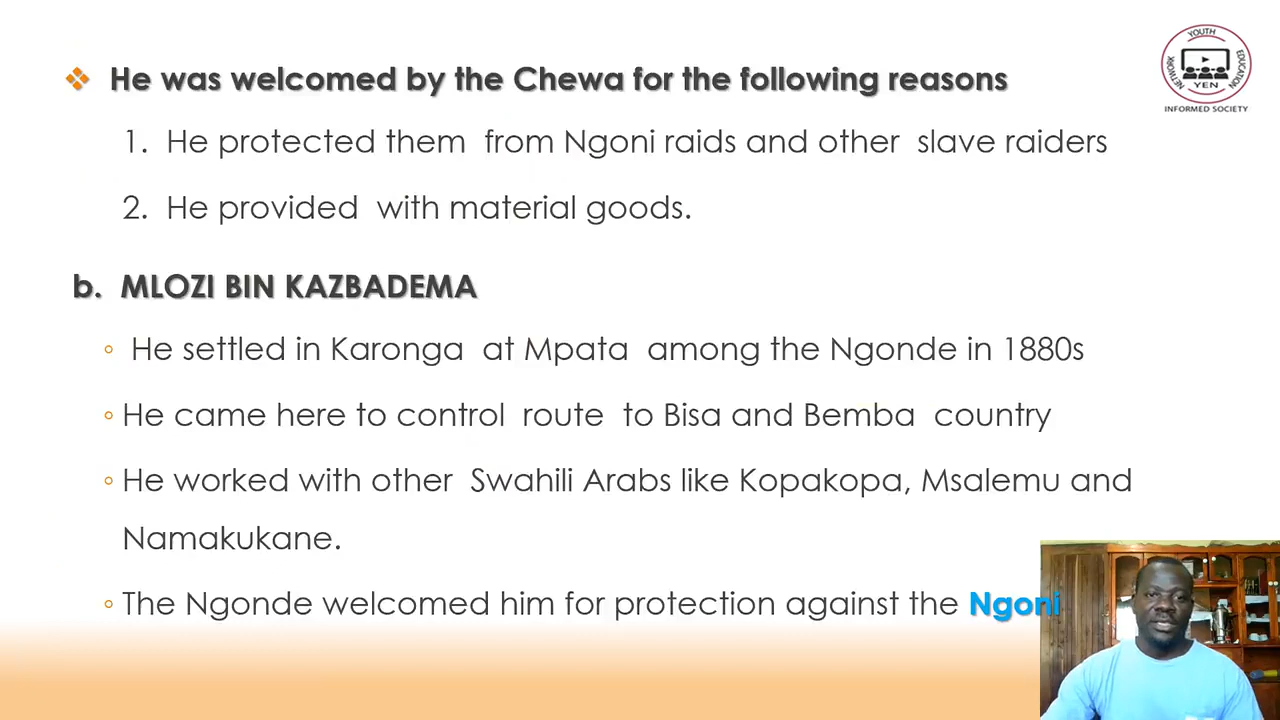 ❖ He was welcomed by the Chewa for the following reasons
1. He protected them from Ngoni raids and other slave raiders
2. He provided with material goods.
b. MLOZI BIN KAZBADEMA
◦ He settled in Karonga at Mpata among the Ngonde in 1880s
◦ He came here to control route to Bisa and Bemba country
◦ He worked with other Swahili Arabs like Kopakopa, Msalemu and
Namakukane.
◦ The Ngonde welcomed him for protection against the Ngoni
YOUTH
EDUCATION
NETWORK
YEN
INFORMED SOCIETY